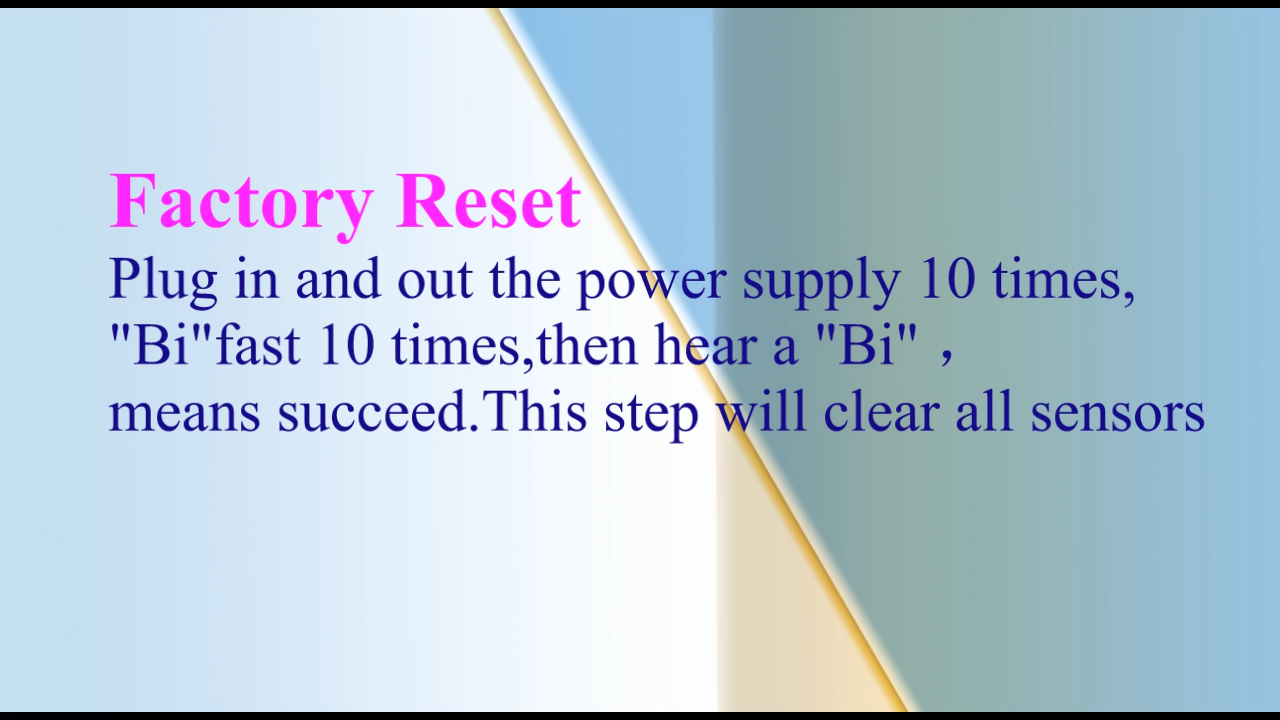 Factory Reset
Plug in and out the power supply 10 times,
"Bi"fast 10 times,then hear a "Bi" ，
means succeed.This step will clear all sensors